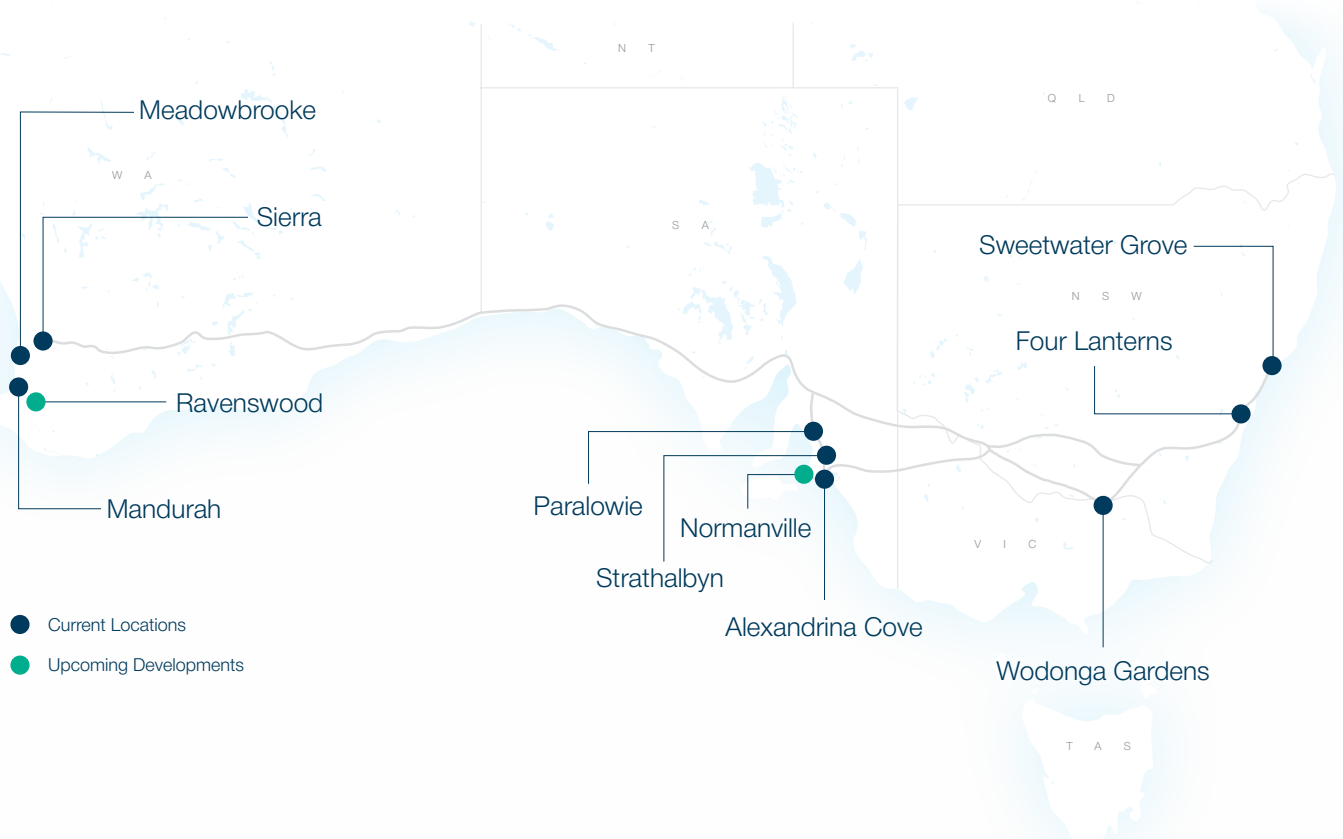 N T
Q L D
Meadowbrooke
W A
Sierra
S A
Sweetwater Grove
N S W
Four Lanterns
Ravenswood
Mandurah
Paralowie
Normanville
V I C
Strathalbyn
Alexandrina Cove
Current Locations
Upcoming Developments
Wodonga Gardens
T A S